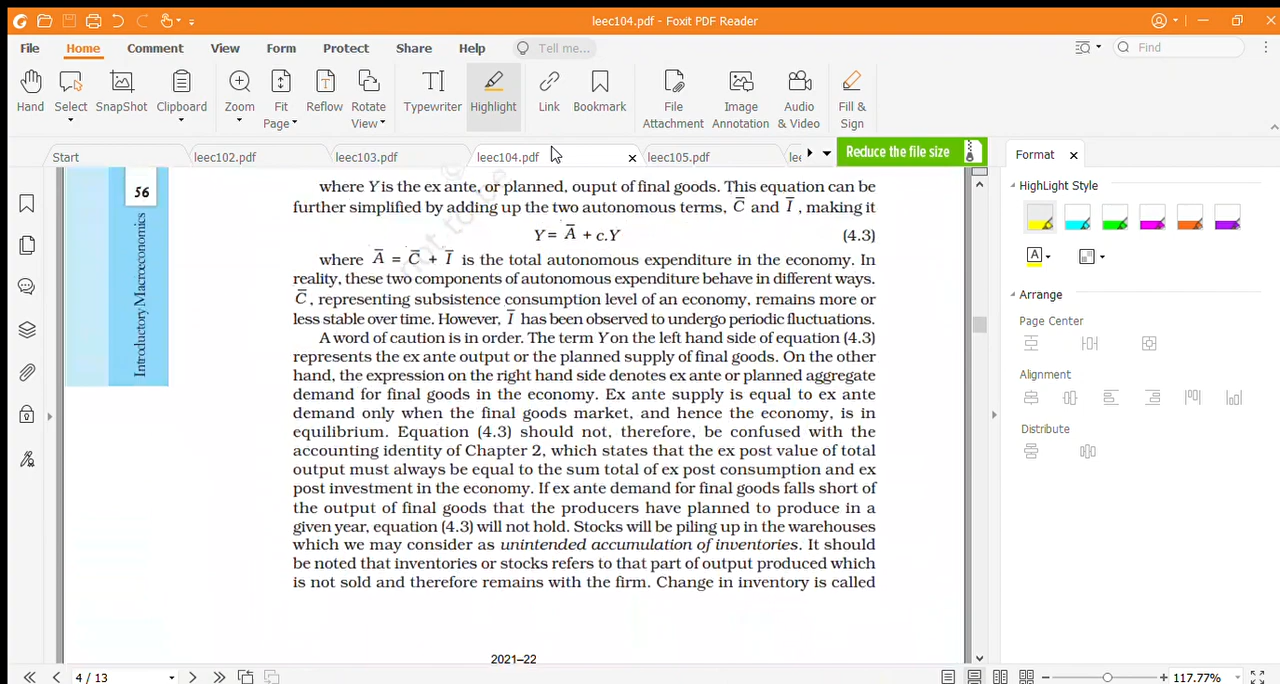 leec104.pdf - Foxit PDF Reader
File Home Comment View Form Protect Share Help Tell me... Find
Hand Select SnapShot Clipboard Zoom Fit Page Reflow Rotate View Typewriter Highlight Link Bookmark File Attachment Image Annotation Audio & Video Fill & Sign
Start leec102.pdf leec103.pdf leec104.pdf leec105.pdf Reduce the file size Format
56
Introductory Macroeconomics
not to be
where Y is the ex ante, or planned, ouput of final goods. This equation can be
further simplified by adding up the two autonomous terms, C̅ and I̅, making it
Y = A̅ + c.Y (4.3)
where A̅ = C̅ + I̅ is the total autonomous expenditure in the economy. In
reality, these two components of autonomous expenditure behave in different ways.
C̅, representing subsistence consumption level of an economy, remains more or
less stable over time. However, I̅ has been observed to undergo periodic fluctuations.
A word of caution is in order. The term Y on the left hand side of equation (4.3)
represents the ex ante output or the planned supply of final goods. On the other
hand, the expression on the right hand side denotes ex ante or planned aggregate
demand for final goods in the economy. Ex ante supply is equal to ex ante
demand only when the final goods market, and hence the economy, is in
equilibrium. Equation (4.3) should not, therefore, be confused with the
accounting identity of Chapter 2, which states that the ex post value of total
output must always be equal to the sum total of ex post consumption and ex
post investment in the economy. If ex ante demand for final goods falls short of
the output of final goods that the producers have planned to produce in a
given year, equation (4.3) will not hold. Stocks will be piling up in the warehouses
which we may consider as unintended accumulation of inventories. It should
be noted that inventories or stocks refers to that part of output produced which
is not sold and therefore remains with the firm. Change in inventory is called
2021–22
HighLight Style
Arrange
Page Center
Alignment
Distribute
4 / 13
117.77%